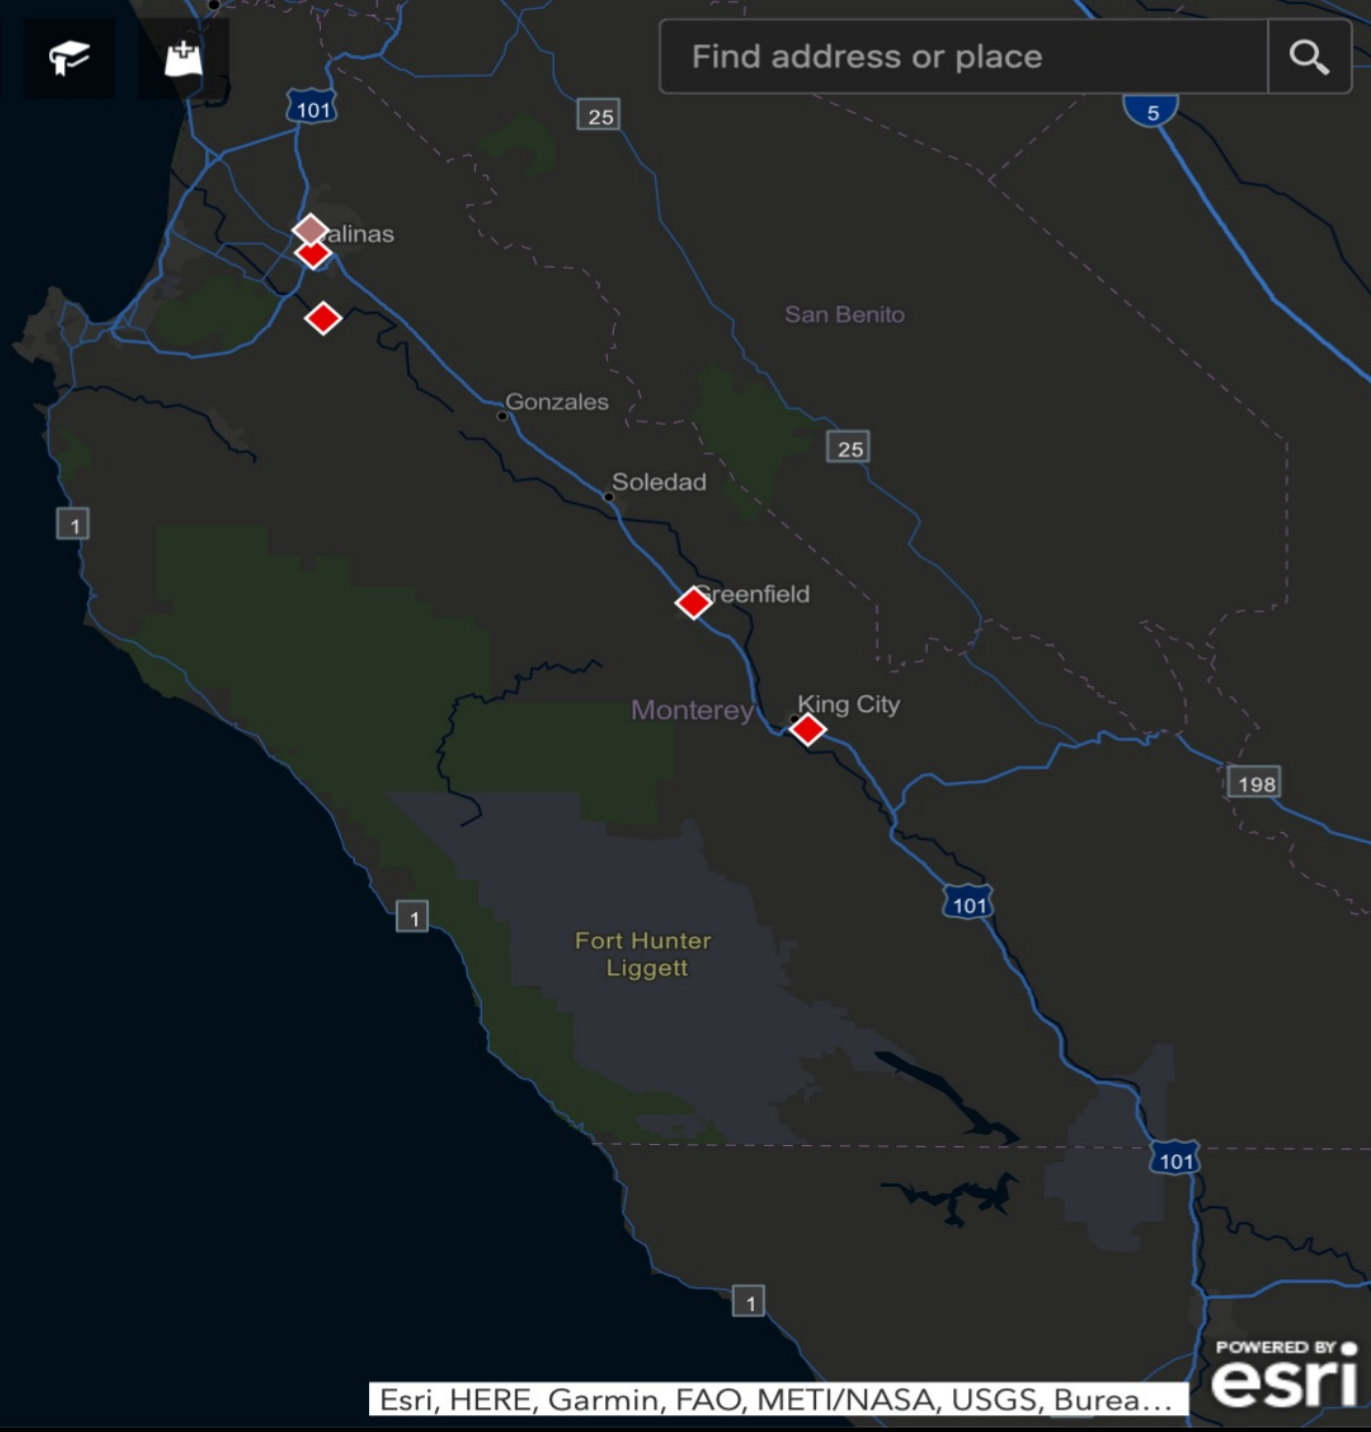 Find address or place
101
25
5
alinas
San Benito
Gonzales
25
Soledad
1
Greenfield
King City
Monterey
198
101
1
Fort Hunter
Liggett
101
1
POWERED BY
esri
Esri, HERE, Garmin, FAO, METI/NASA, USGS, Burea...